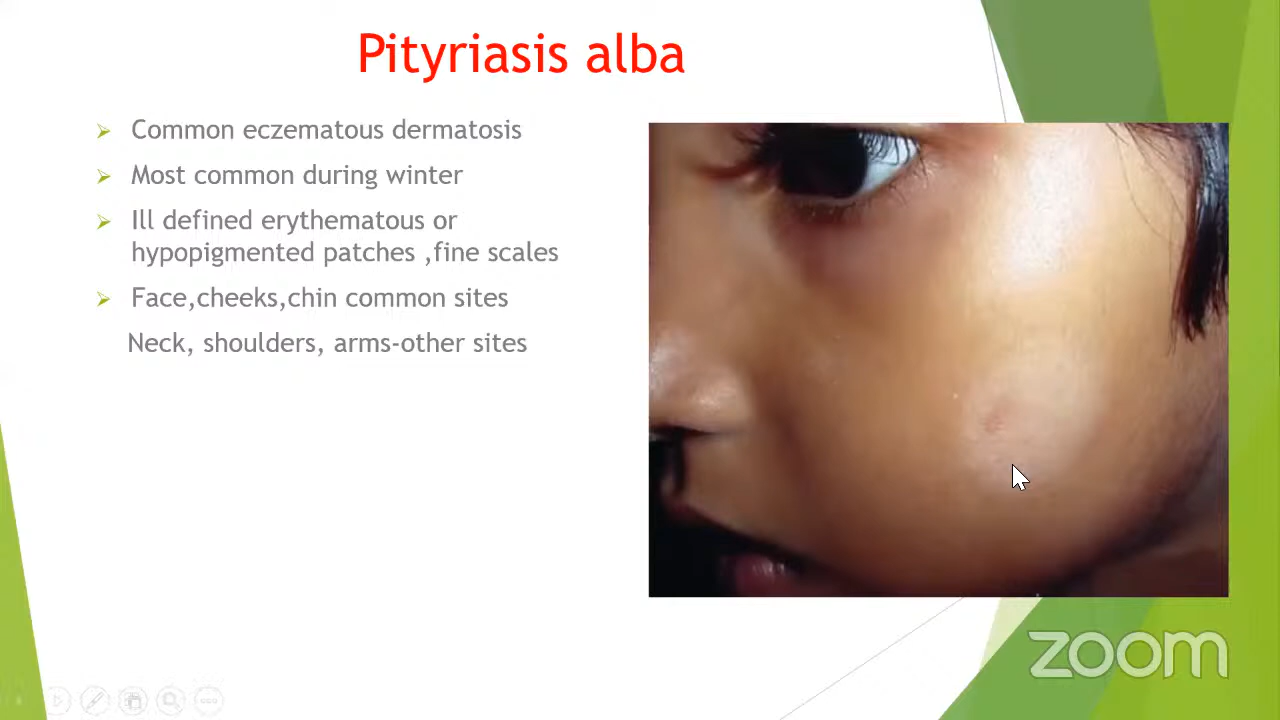 Pityriasis alba
Common eczematous dermatosis
Most common during winter
Ill defined erythematous or
hypopigmented patches ,fine scales
Face,cheeks,chin common sites
Neck, shoulders, arms-other sites
zoom